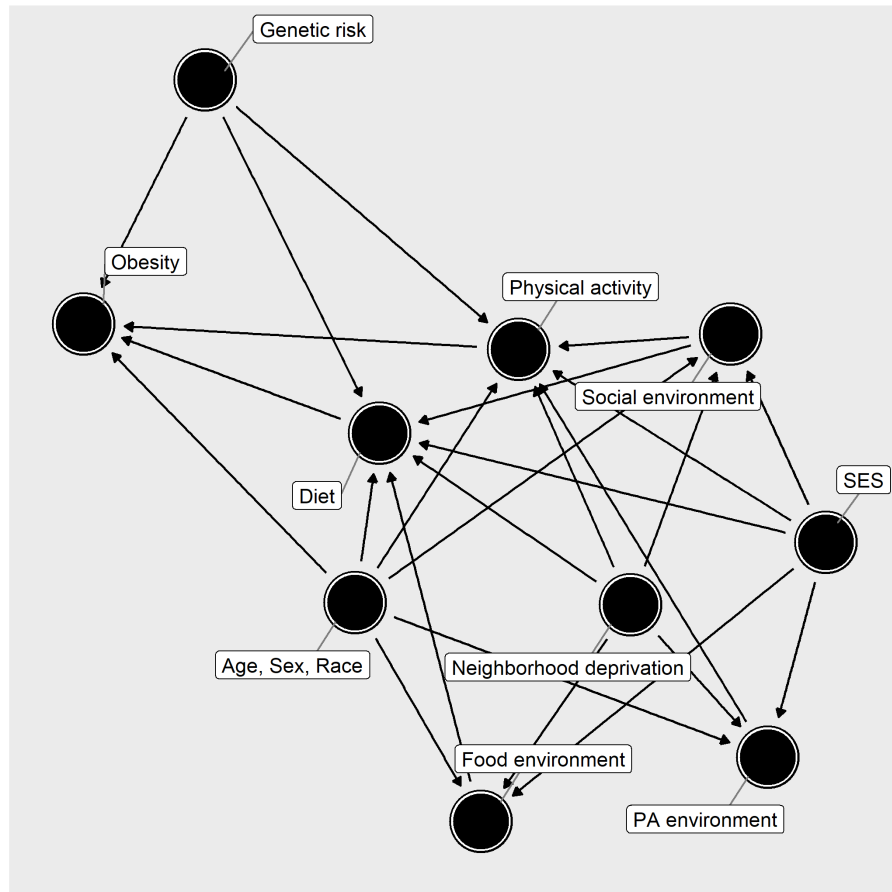 Genetic risk
Obesity
Physical activity
Social environment
SES
Diet
Age, Sex, Race
Neighborhood deprivation
Food environment
PA environment